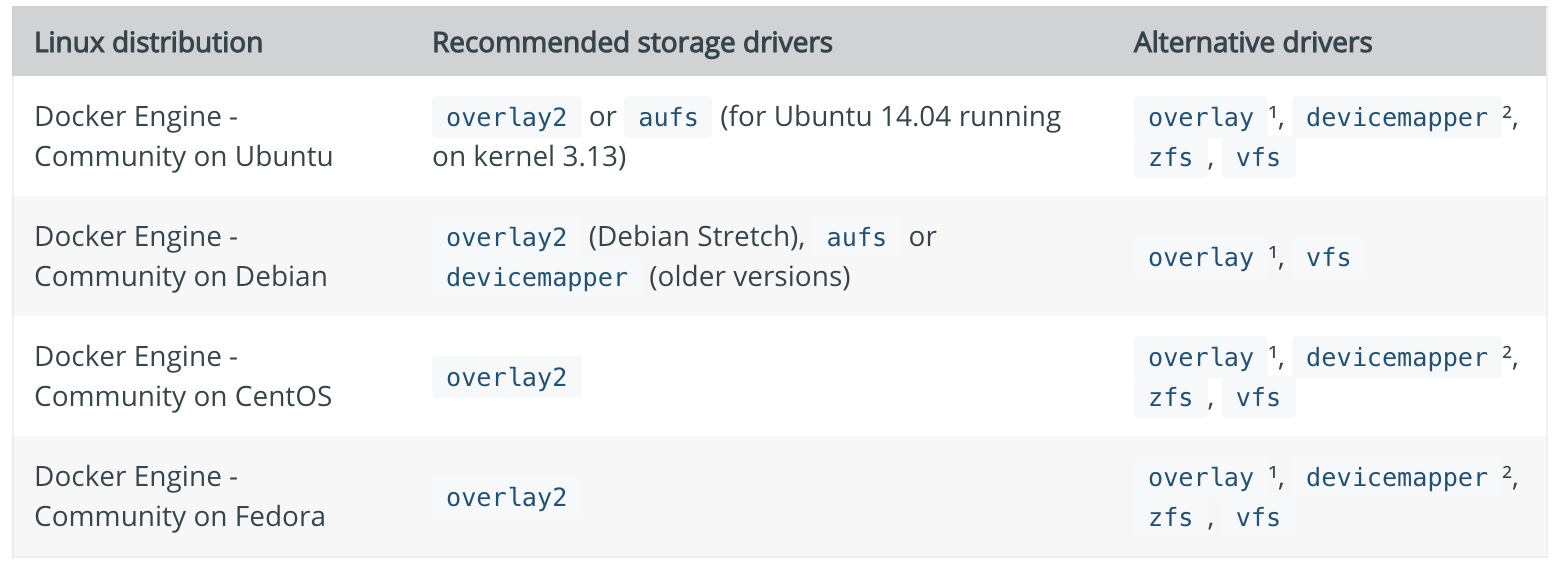 Linux distribution Recommended storage drivers Alternative drivers
Docker Engine -
Community on Ubuntu
overlay2 or aufs (for Ubuntu 14.04 running
on kernel 3.13)
overlay ¹, devicemapper ²,
zfs , vfs
Docker Engine -
Community on Debian
overlay2 (Debian Stretch), aufs or
devicemapper (older versions)
overlay ¹, vfs
Docker Engine -
Community on CentOS
overlay2
overlay ¹, devicemapper ²,
zfs , vfs
Docker Engine -
Community on Fedora
overlay2
overlay ¹, devicemapper ²,
zfs , vfs